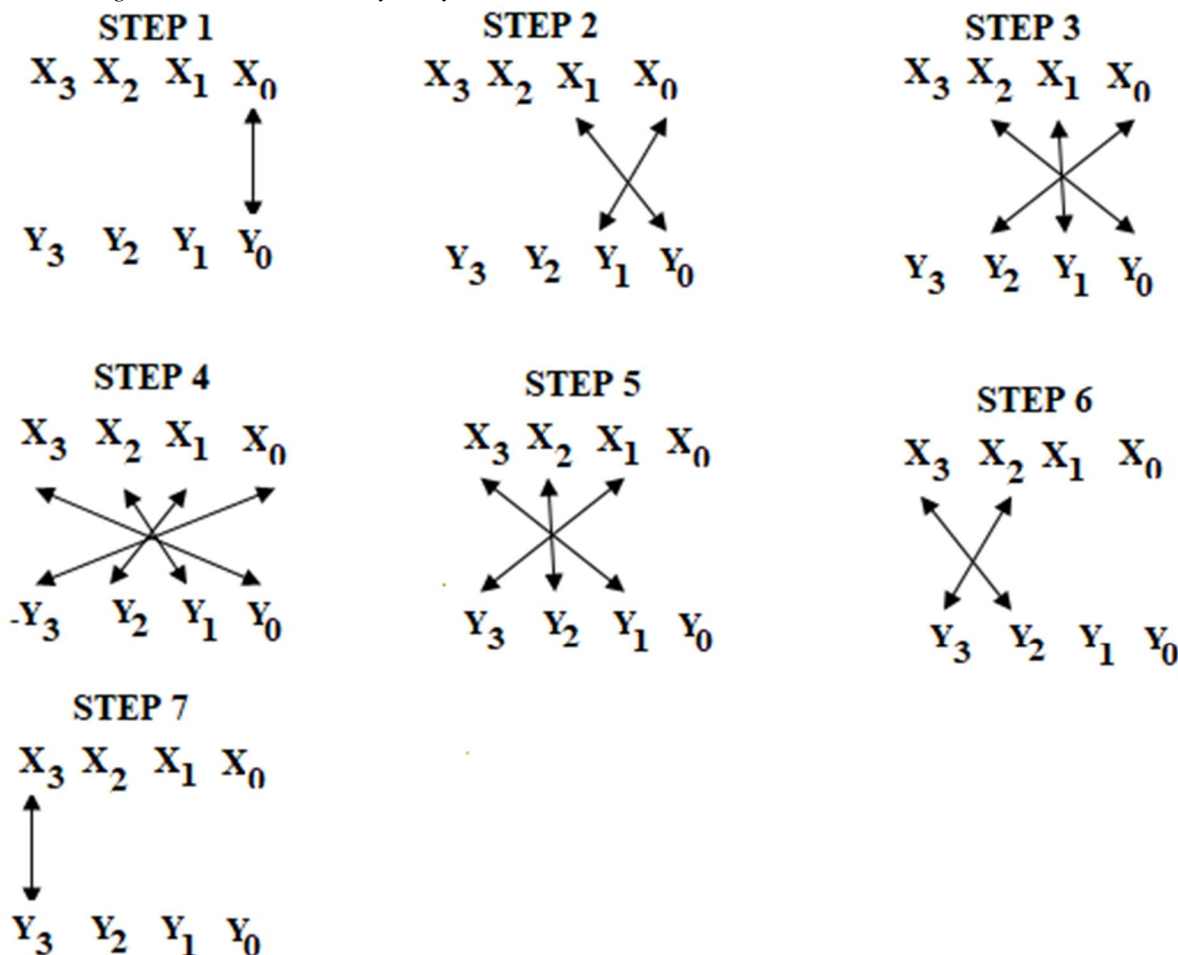 STEP 1
X3 X2 X1 X0
Y3 Y2 Y1 Y0
STEP 2
X3 X2 X1 X0
Y3 Y2 Y1 Y0
STEP 3
X3 X2 X1 X0
Y3 Y2 Y1 Y0
STEP 4
X3 X2 X1 X0
-Y3 Y2 Y1 Y0
STEP 5
X3 X2 X1 X0
Y3 Y2 Y1 Y0
STEP 6
X3 X2 X1 X0
Y3 Y2 Y1 Y0
STEP 7
X3 X2 X1 X0
Y3 Y2 Y1 Y0